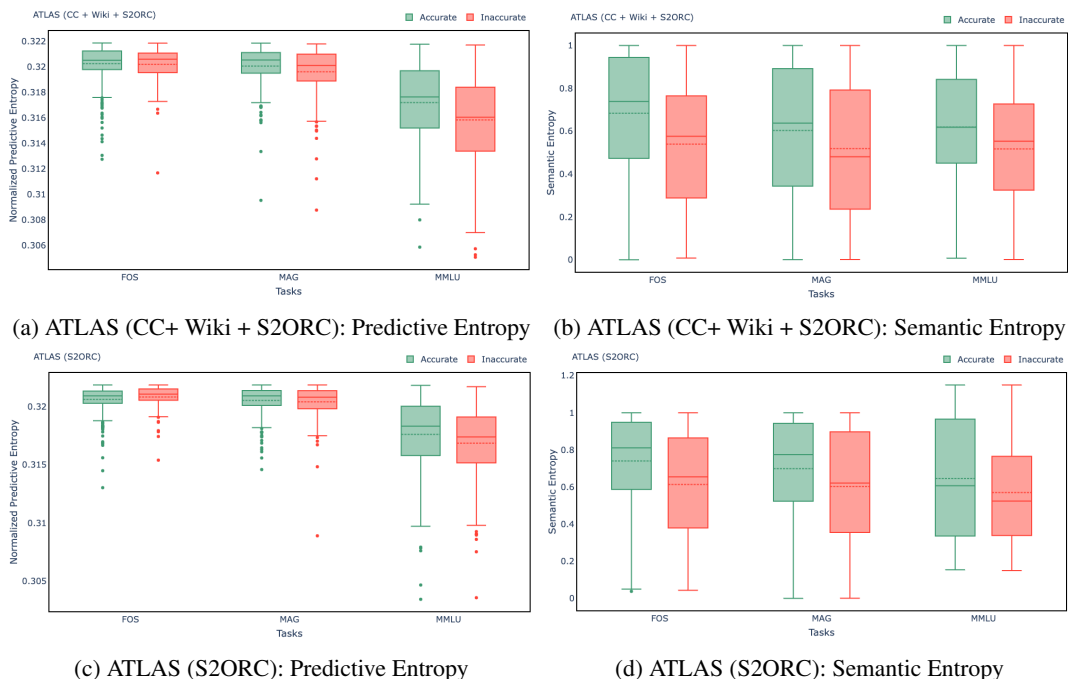 ATLAS (CC + Wiki + S2ORC)
Accurate Inaccurate
Normalized Predictive Entropy
0.322
0.32
0.318
0.316
0.314
0.312
0.31
0.308
0.306
FOS MAG MMLU
Tasks
(a) ATLAS (CC+ Wiki + S2ORC): Predictive Entropy
ATLAS (CC + Wiki + S2ORC)
Accurate Inaccurate
Semantic Entropy
1
0.8
0.6
0.4
0.2
0
FOS MAG MMLU
Tasks
(b) ATLAS (CC+ Wiki + S2ORC): Semantic Entropy
ATLAS (S2ORC)
Accurate Inaccurate
Normalized Predictive Entropy
0.32
0.315
0.31
0.305
FOS MAG MMLU
Tasks
(c) ATLAS (S2ORC): Predictive Entropy
ATLAS (S2ORC)
Accurate Inaccurate
Semantic Entropy
1.2
1
0.8
0.6
0.4
0.2
0
FOS MAG MMLU
Tasks
(d) ATLAS (S2ORC): Semantic Entropy